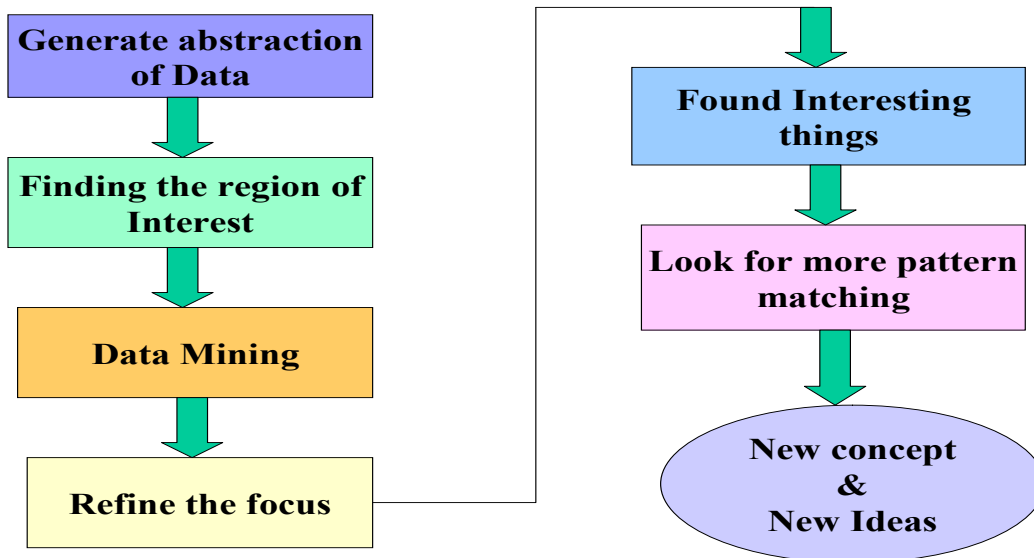 Generate abstraction
of Data
Finding the region of
Interest
Data Mining
Refine the focus
Found Interesting
things
Look for more pattern
matching
New concept
&
New Ideas